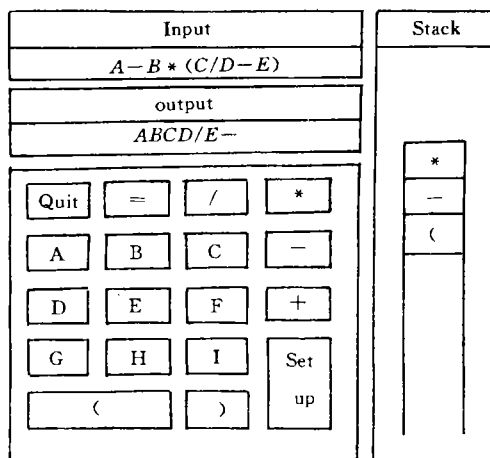 Input
A-B*(C/D-E)
output
ABCD/E-
Stack
*
-
(
Quit = / *
A B C -
D E F +
G H I Set up
( )